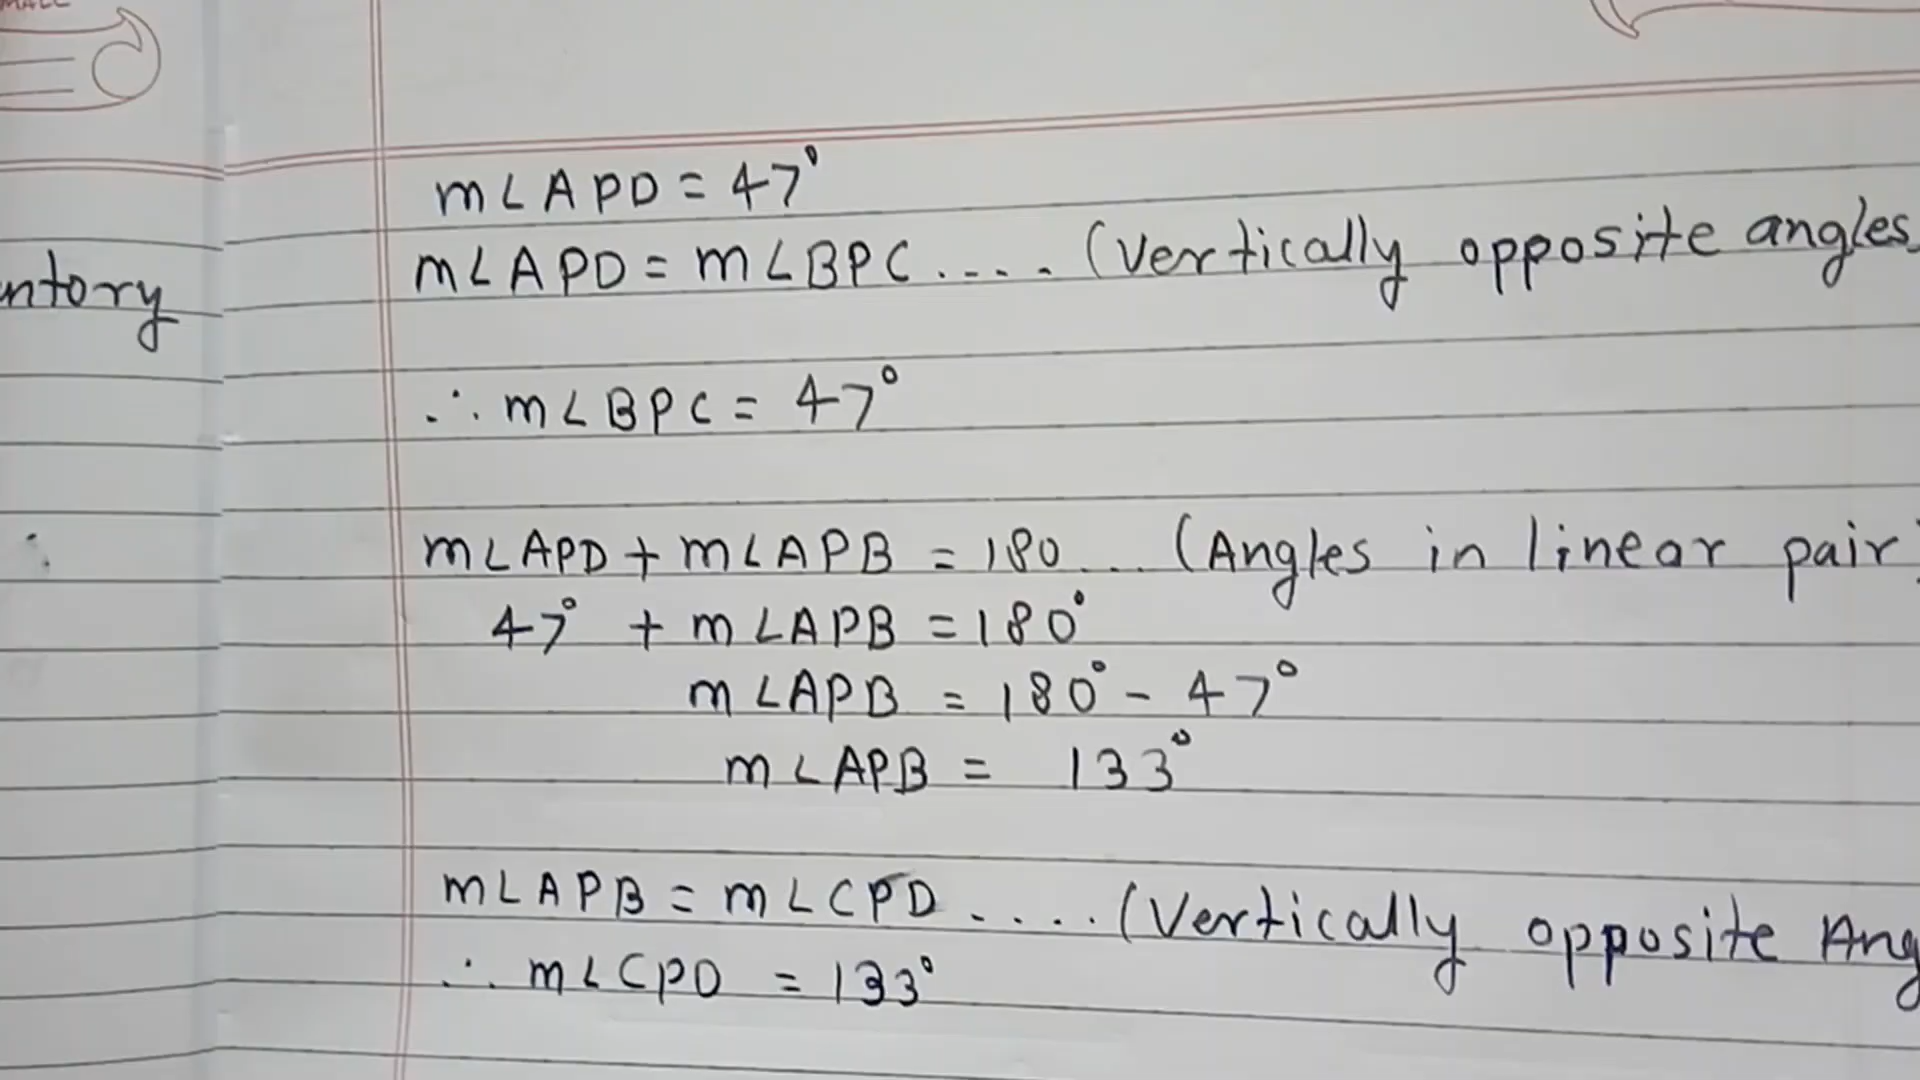 m∠APD = 47°
m∠APD = m∠BPC .... (Vertically opposite angles
∴ m∠BPC = 47°
m∠APD + m∠APB = 180 ... (Angles in linear pair)
47° + m∠APB = 180°
m∠APB = 180° - 47°
m∠APB = 133°
m∠APB = m∠CPD .... (Vertically opposite Ang
∴ m∠CPD = 133°
ntory